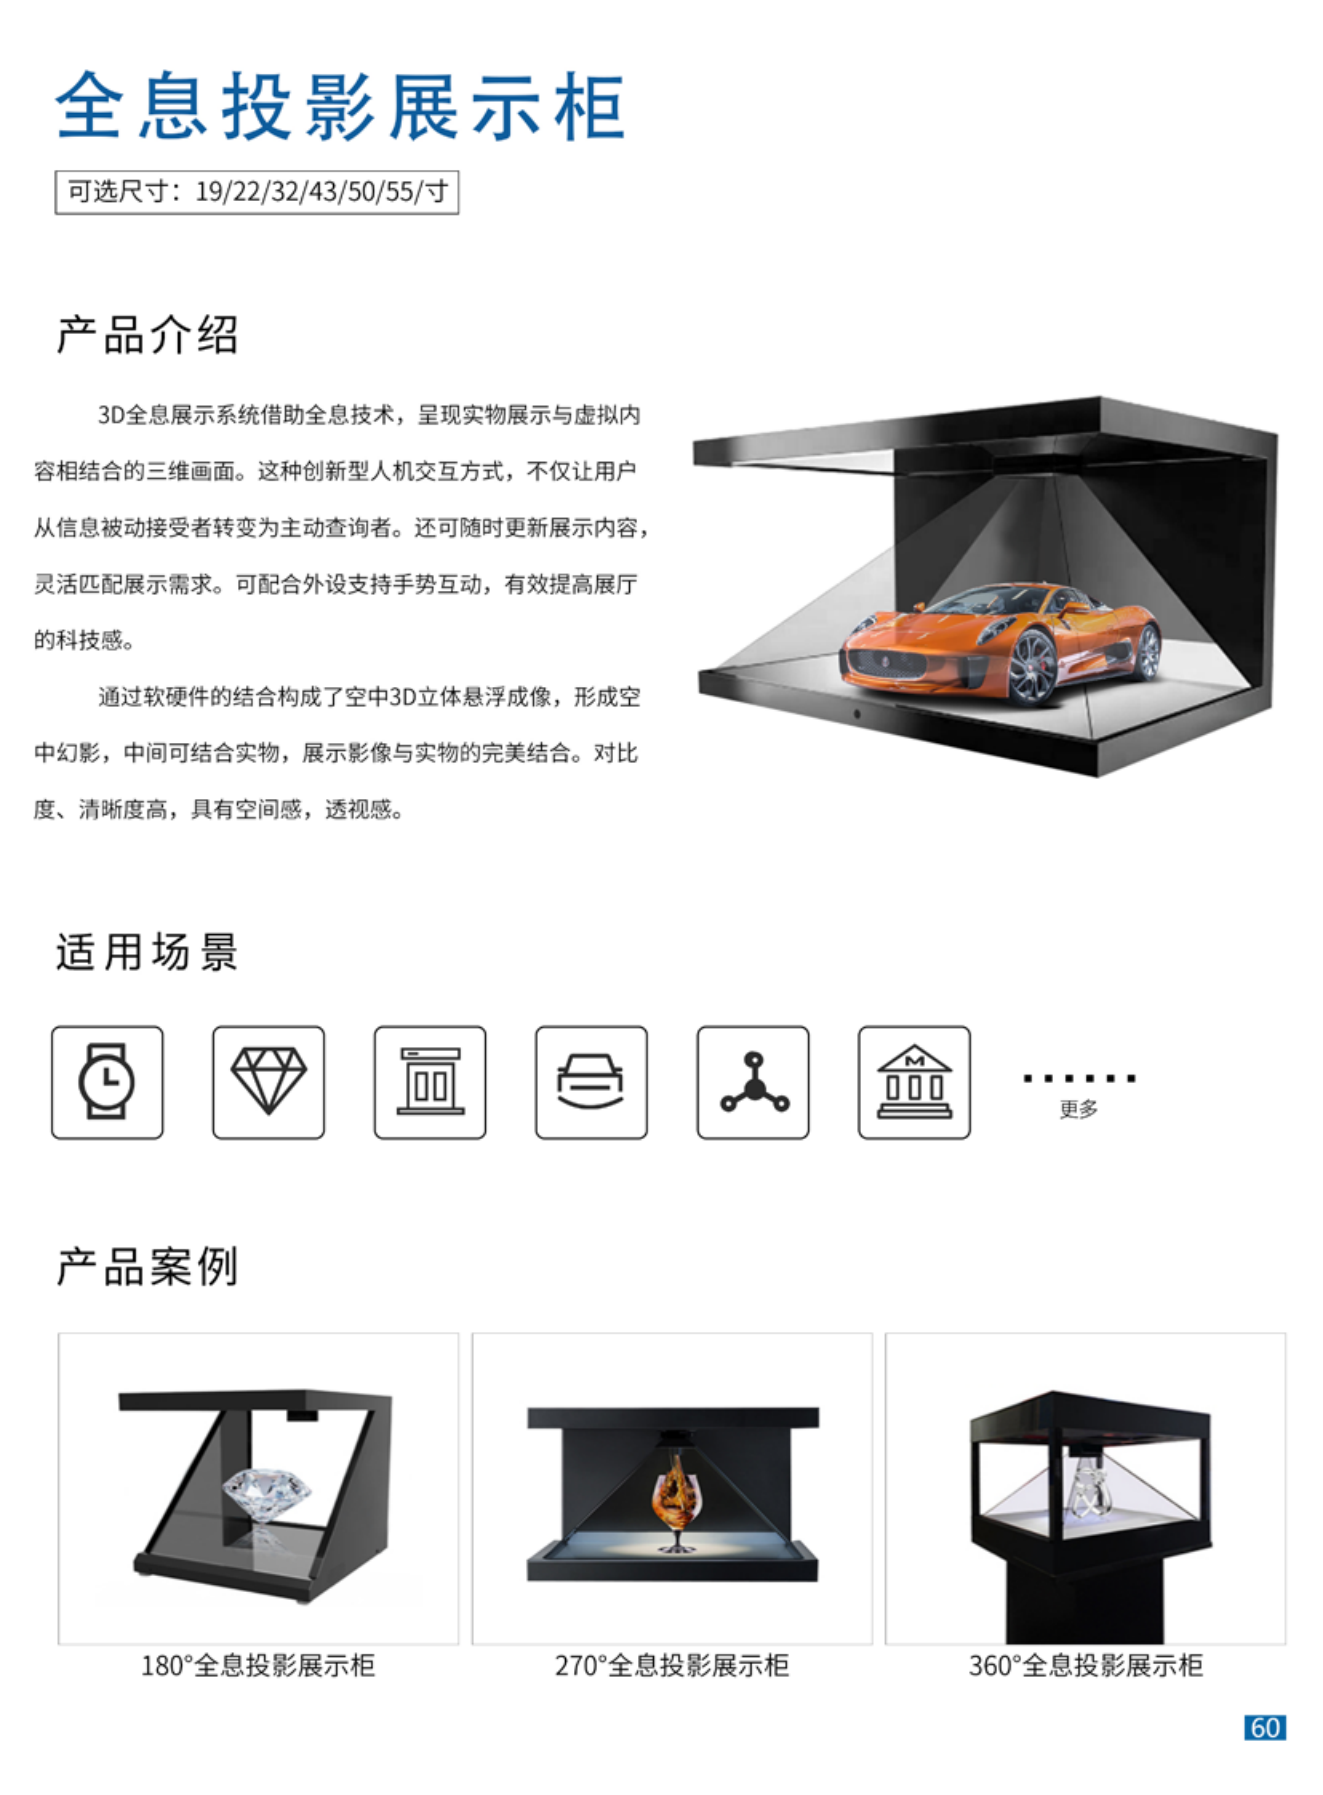 全息投影展示柜
可选尺寸：19/22/32/43/50/55/寸
产品介绍
3D全息展示系统借助全息技术，呈现实物展示与虚拟内
容相结合的三维画面。这种创新型人机交互方式，不仅让用户
从信息被动接受者转变为主动查询者。还可随时更新展示内容，
灵活匹配展示需求。可配合外设支持手势互动，有效提高展厅
的科技感。
通过软硬件的结合构成了空中3D立体悬浮成像，形成空
中幻影，中间可结合实物，展示影像与实物的完美结合。对比
度、清晰度高，具有空间感，透视感。
适用场景
M
......
更多
产品案例
180°全息投影展示柜
270°全息投影展示柜
360°全息投影展示柜
60